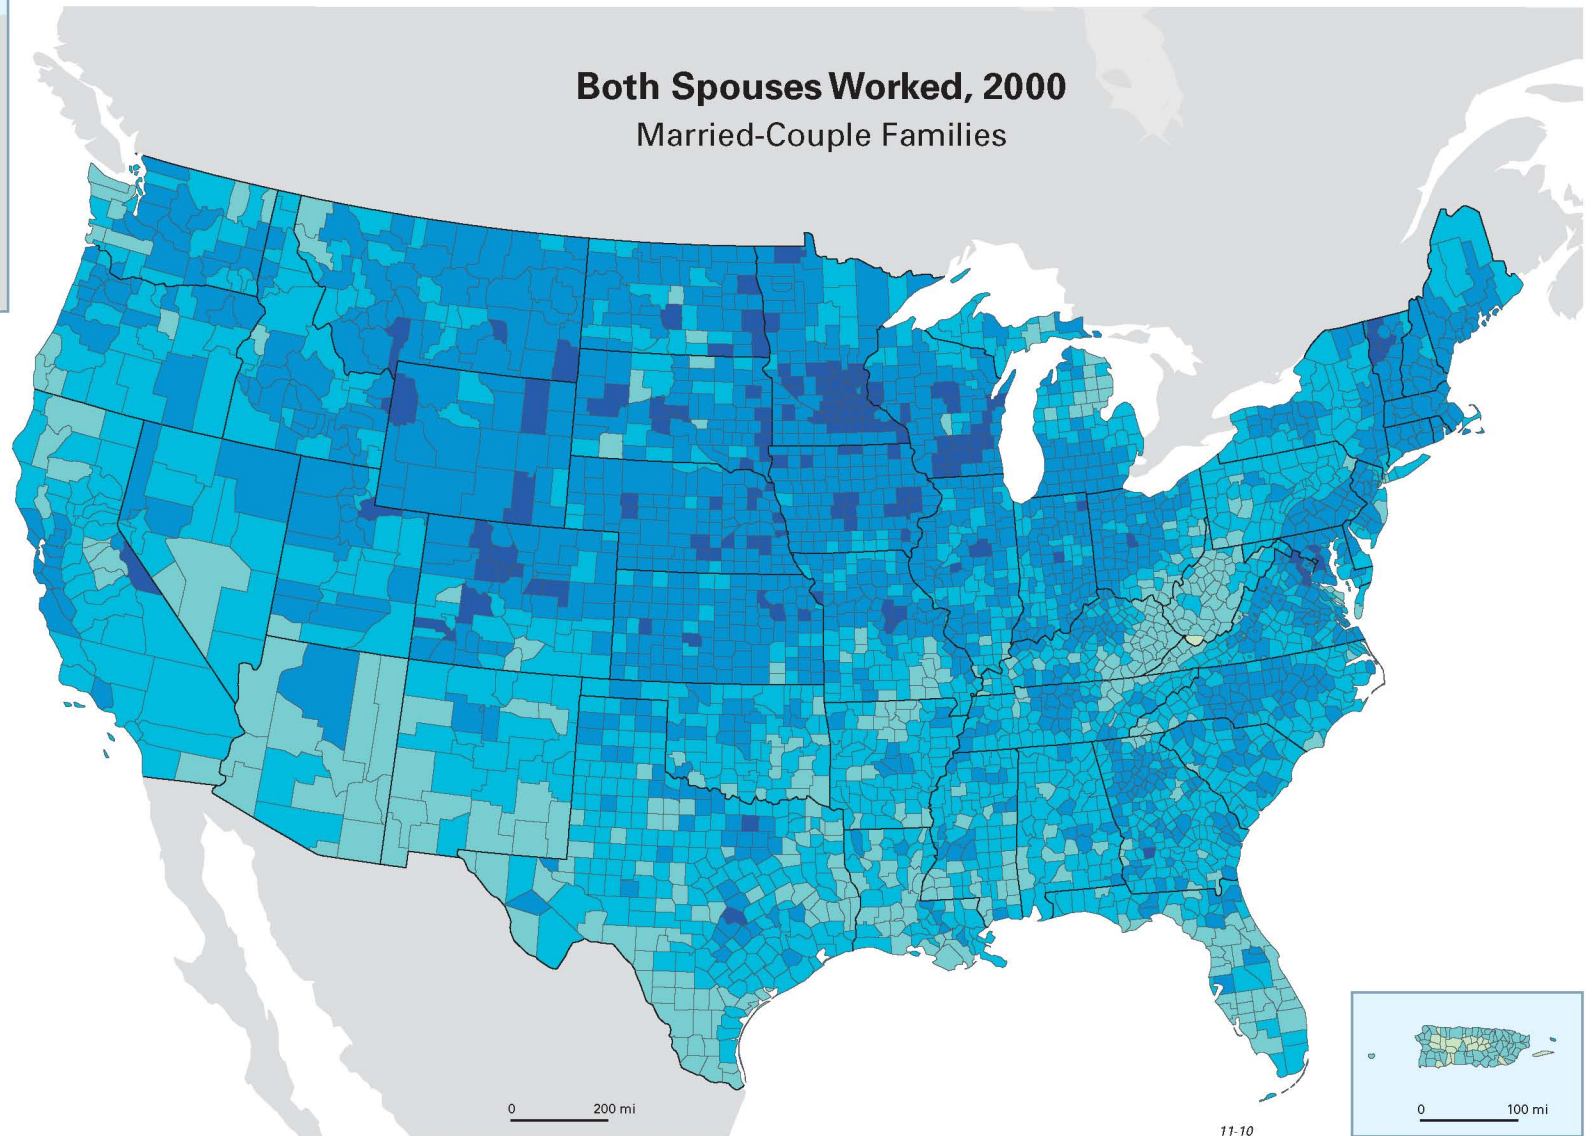 Both Spouses Worked, 2000
Married-Couple Families
0 200 mi
0 100 mi
11-10